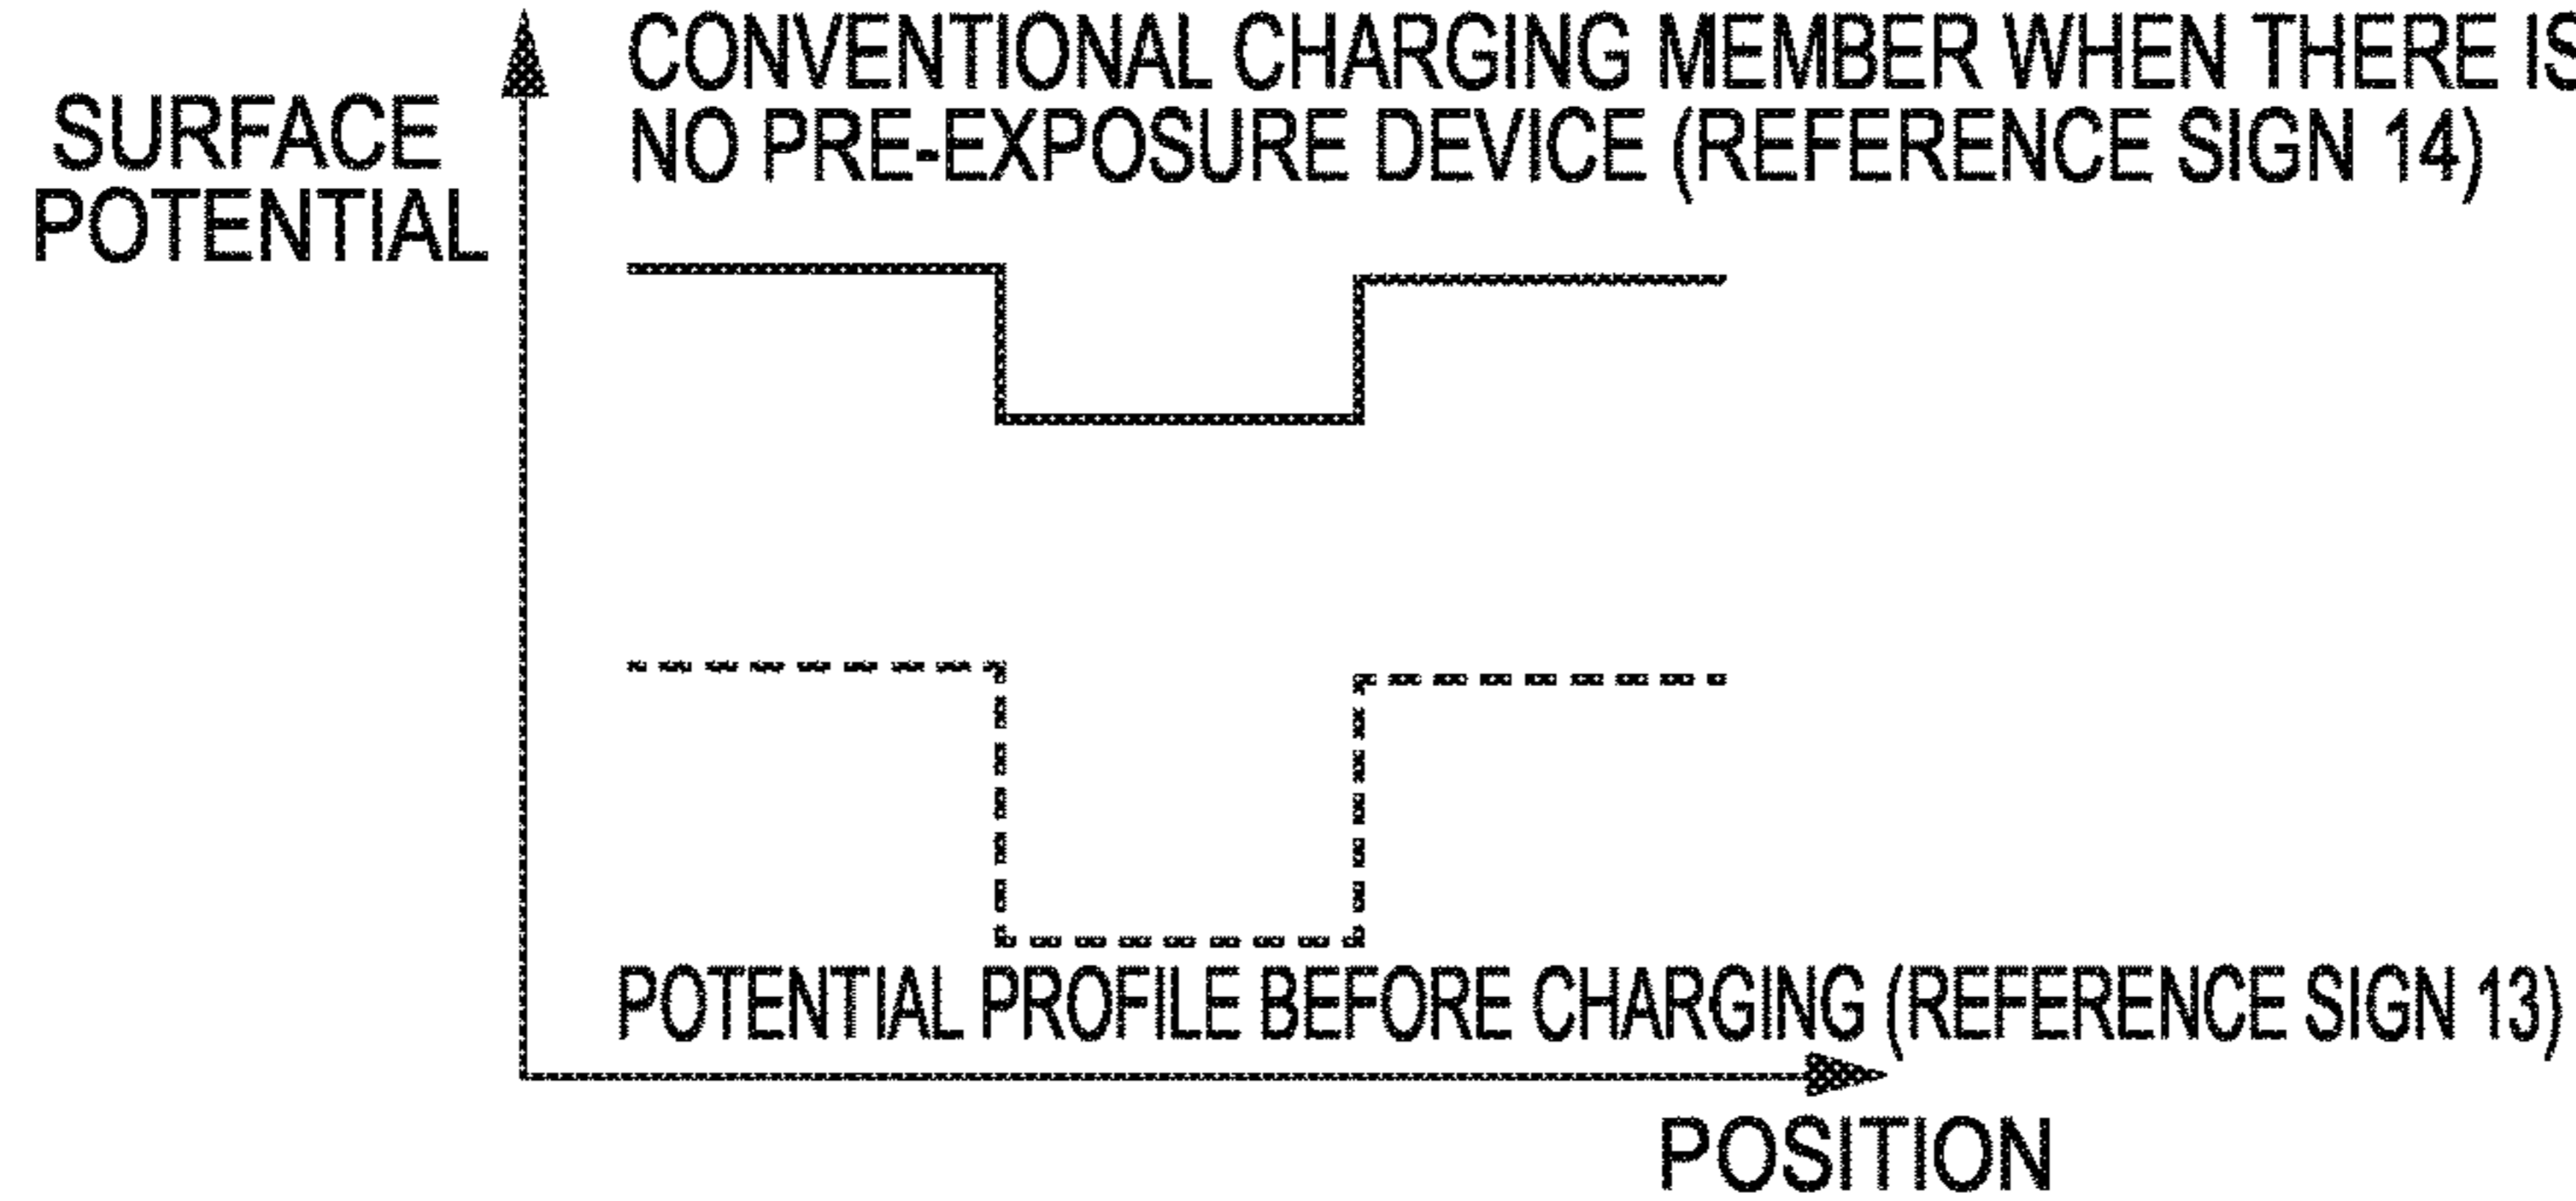 SURFACE
POTENTIAL
CONVENTIONAL CHARGING MEMBER WHEN THERE IS
NO PRE-EXPOSURE DEVICE (REFERENCE SIGN 14)
POTENTIAL PROFILE BEFORE CHARGING (REFERENCE SIGN 13)
POSITION